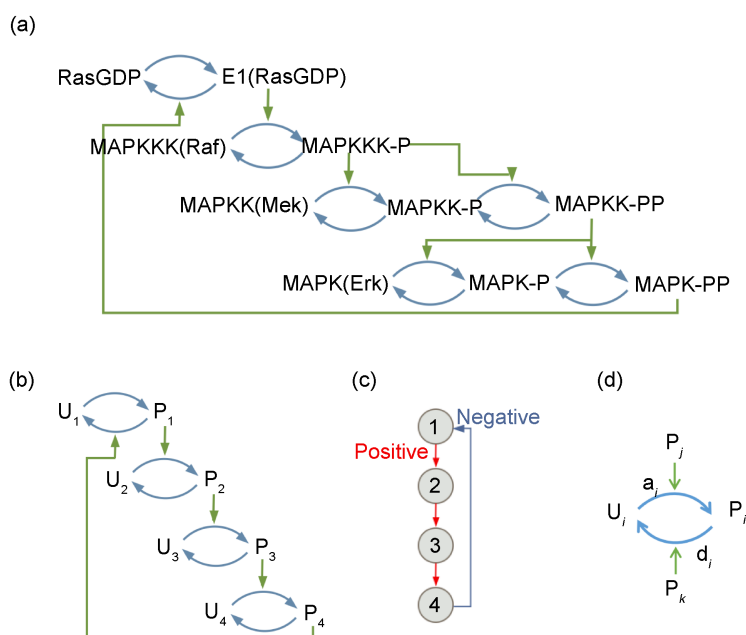 (a)
RasGDP E1(RasGDP)
MAPKKK(Raf) MAPKKK-P
MAPKK(Mek) MAPKK-P MAPKK-PP
MAPK(Erk) MAPK-P MAPK-PP
(b)
U1 P1
U2 P2
U3 P3
U4 P4
(c)
1 Negative
Positive
2
3
4
(d)
Pj
ai
Ui Pi
di
Pk